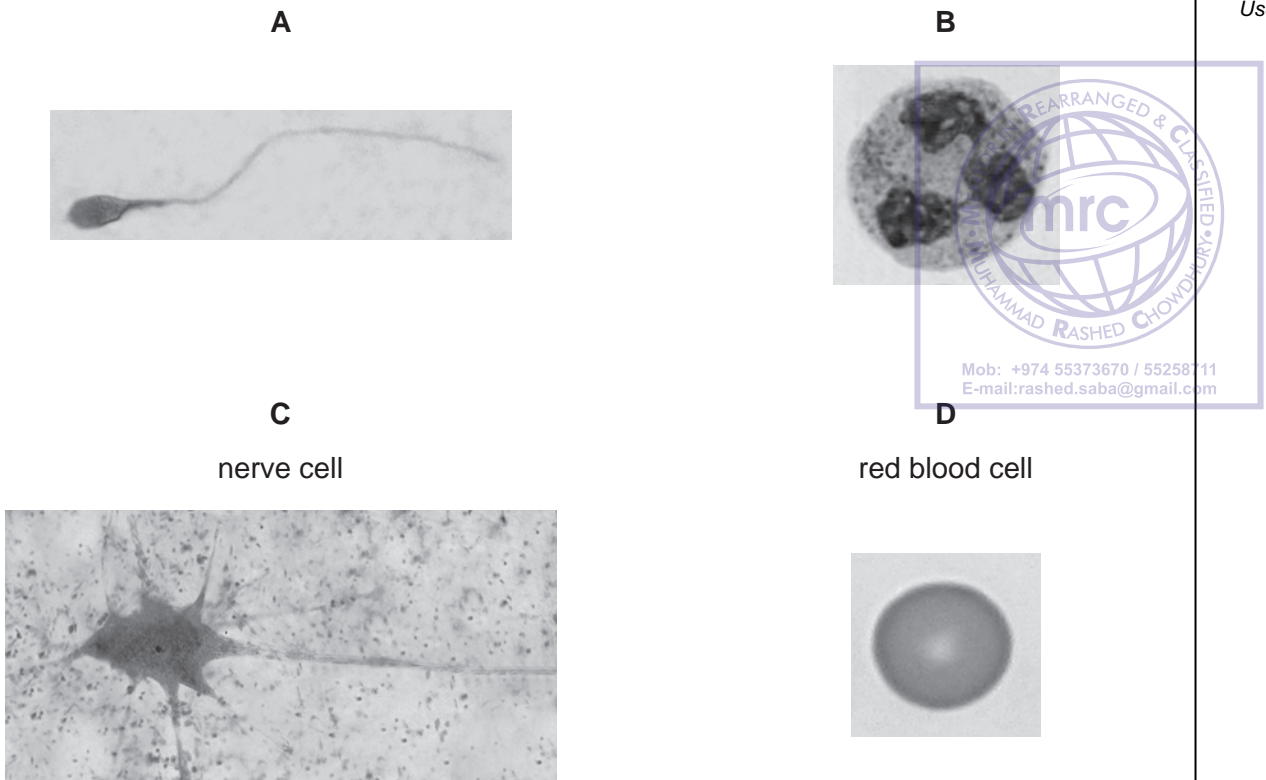 Us
A
B
REARRANGED & CLASSIFIED
mrc
MUHAMMAD RASHED CHOWDHURY
Mob: +974 55373670 / 55258711
E-mail:rashed.saba@gmail.com
C
D
nerve cell
red blood cell